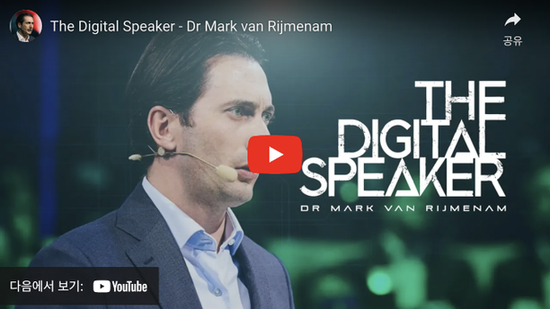 The Digital Speaker - Dr Mark van Rijmenam
공유
THE
DIGITAL
SPEAKER
DR MARK VAN RIJMENAM
다음에서 보기: YouTube